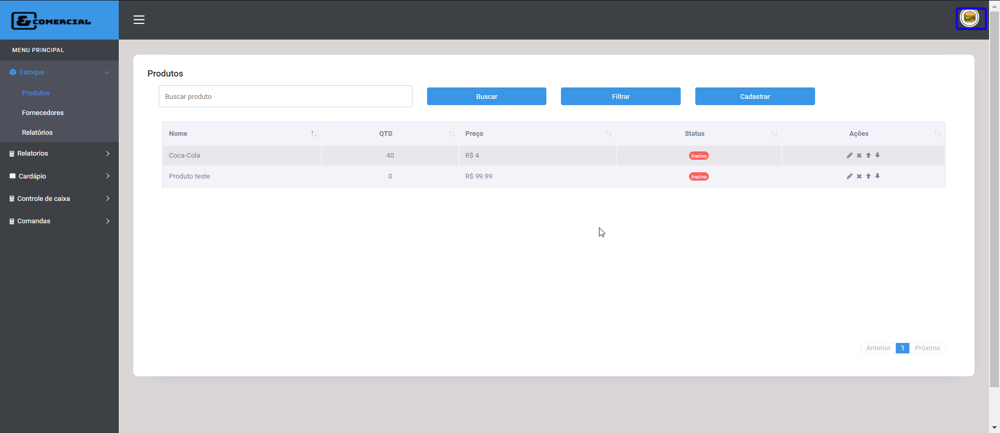 & COMERCIAL
MENU PRINCIPAL
Estoque
Produtos
Fornecedores
Relatórios
Relatorios
Cardápio
Controle de caixa
Comandas
Produtos
Buscar produto
Buscar
Filtrar
Cadastrar
Nome QTD Preço Status Ações
Coca-Cola 40 R$ 4 Inativo
Produto teste 0 R$ 99.99 Inativo
Anterior 1 Próximo